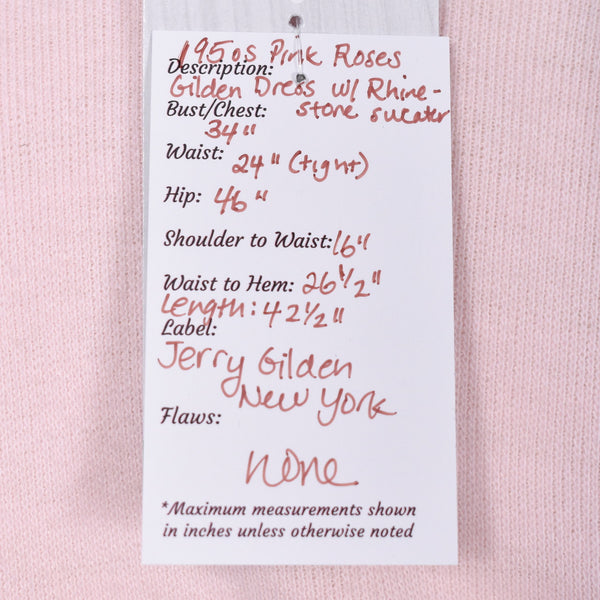 1950s Pink Roses
Description:
Gilden Dress w/ Rhine-
Bust/Chest: stone sweater
34"
Waist: 24" (tight)
Hip: 46"
Shoulder to Waist: 16"
Waist to Hem: 26 1/2"
Length: 42 1/2"
Label:
Jerry Gilden
New York
Flaws:
none
*Maximum measurements shown
in inches unless otherwise noted